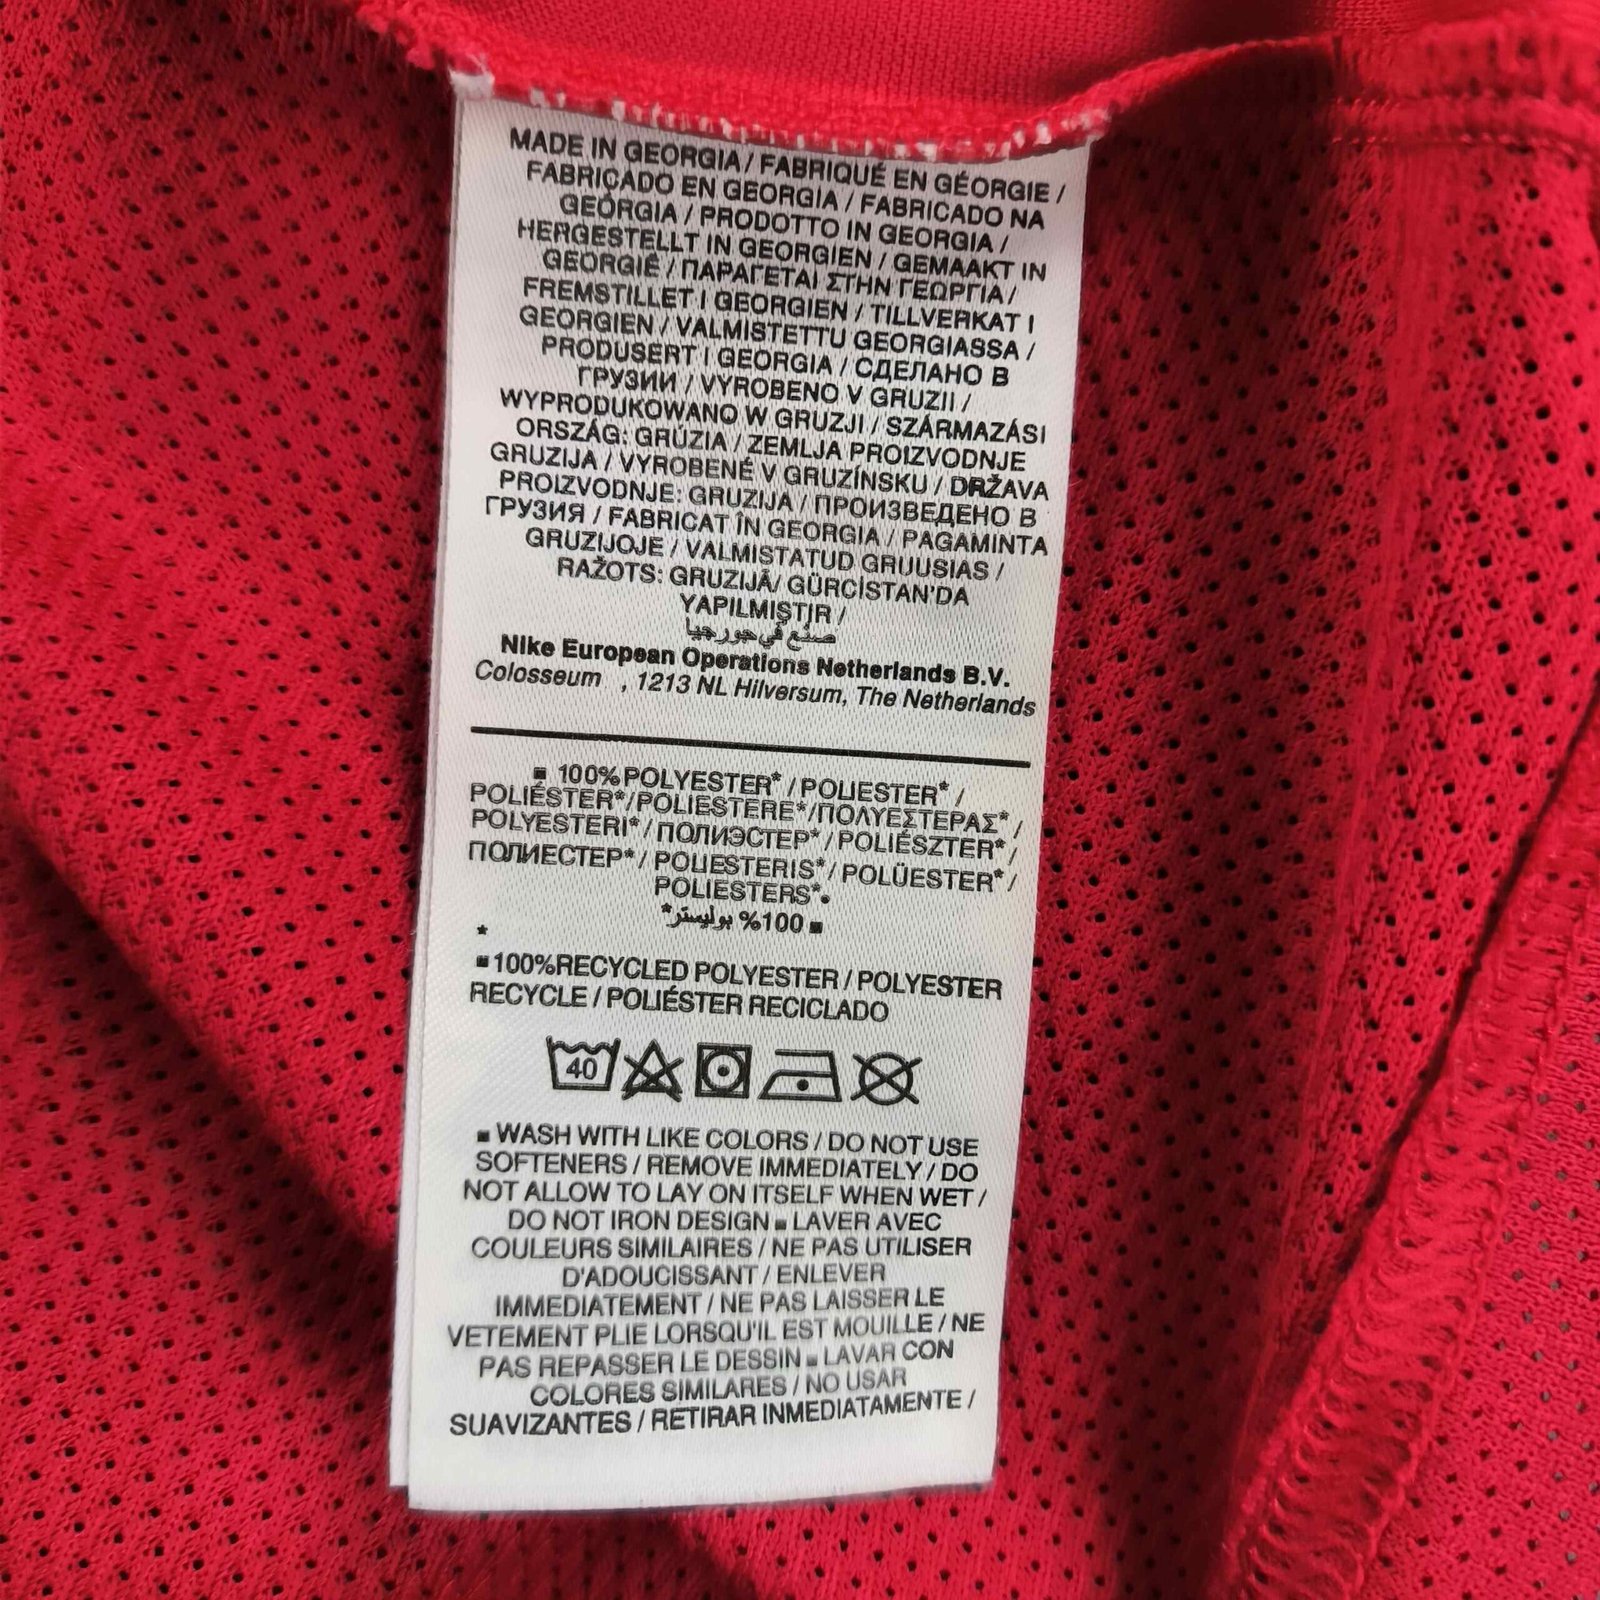 MADE IN GEORGIA / FABRIQUÉ EN GÉORGIE /
FABRICADO EN GEORGIA / FABRICADO NA
GEÓRGIA / PRODOTTO IN GEORGIA /
HERGESTELLT IN GEORGIEN / GEMAAKT IN
GEORGIË / ΠΑΡΑΓΕΤΑΙ ΣΤΗΝ ΓΕΩΡΓΙΑ /
FREMSTILLET I GEORGIEN / TILLVERKAT I
GEORGIEN / VALMISTETTU GEORGIASSA /
PRODUSERT I GEORGIA / СДЕЛАНО В
ГРУЗИИ / VYROBENO V GRUZII /
WYPRODUKOWANO W GRUZJI / SZÁRMAZÁSI
ORSZÁG: GRÚZIA / ZEMLJA PROIZVODNJE
GRUZIJA / VYROBENÉ V GRUZÍNSKU / DRŽAVA
PROIZVODNJE: GRUZIJA / ПРОИЗВЕДЕНО В
ГРУЗИЯ / FABRICAT ÎN GEORGIA / PAGAMINTA
GRUZIJOJE / VALMISTATUD GRUUSIAS /
RAŽOTS: GRUZIJĀ/ GÜRCİSTAN'DA
YAPILMIŞTIR /
صنع في جورجيا
Nike European Operations Netherlands B.V.
Colosseum , 1213 NL Hilversum, The Netherlands
■ 100% POLYESTER* / POLIESTER* /
POLIÉSTER*/POLIESTERE*/ΠΟΛΥΕΣΤΕΡΑΣ* /
POLYESTERI* / ПОЛИЭСТЕР* / POLIÉSZTER* /
ПОЛИЕСТЕР* / POLIESTERIS* / POLÜESTER* /
POLIESTERS*
■ 100% بوليستر*
*
■ 100%RECYCLED POLYESTER / POLYESTER
RECYCLE / POLIÉSTER RECICLADO
40
■ WASH WITH LIKE COLORS / DO NOT USE
SOFTENERS / REMOVE IMMEDIATELY / DO
NOT ALLOW TO LAY ON ITSELF WHEN WET /
DO NOT IRON DESIGN ■ LAVER AVEC
COULEURS SIMILAIRES / NE PAS UTILISER
D'ADOUCISSANT / ENLEVER
IMMEDIATEMENT / NE PAS LAISSER LE
VETEMENT PLIE LORSQU'IL EST MOUILLE / NE
PAS REPASSER LE DESSIN ■ LAVAR CON
COLORES SIMILARES / NO USAR
SUAVIZANTES / RETIRAR INMEDIATAMENTE /